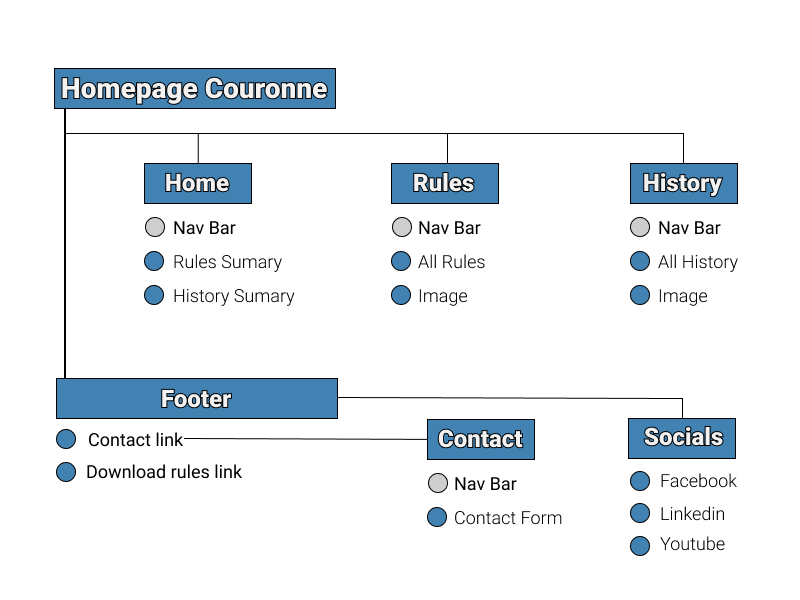 Homepage Couronne
Home
Rules
History
Nav Bar
Nav Bar
Nav Bar
Rules Sumary
All Rules
All History
History Sumary
Image
Image
Footer
Contact link
Contact
Socials
Download rules link
Nav Bar
Facebook
Contact Form
Linkedin
Youtube